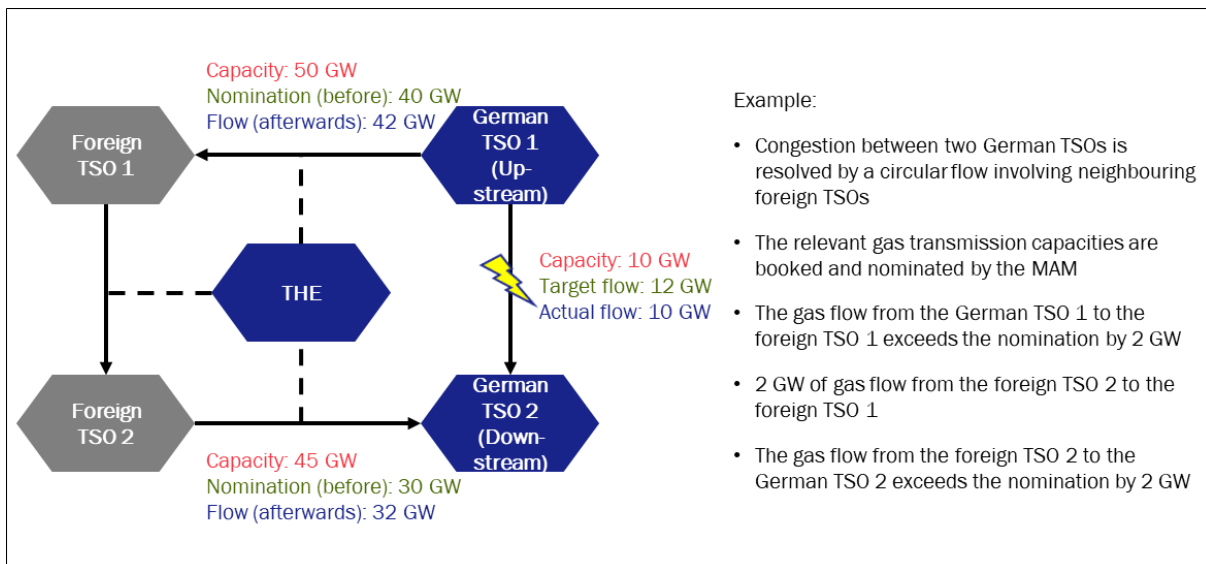 Capacity: 50 GW
Nomination (before): 40 GW
Flow (afterwards): 42 GW
Foreign
TSO 1
German
TSO 1
(Up-
stream)
THE
Capacity: 10 GW
Target flow: 12 GW
Actual flow: 10 GW
Foreign
TSO 2
German
TSO 2
(Down-
stream)
Capacity: 45 GW
Nomination (before): 30 GW
Flow (afterwards): 32 GW
Example:
• Congestion between two German TSOs is
resolved by a circular flow involving neighbouring
foreign TSOs
• The relevant gas transmission capacities are
booked and nominated by the MAM
• The gas flow from the German TSO 1 to the
foreign TSO 1 exceeds the nomination by 2 GW
• 2 GW of gas flow from the foreign TSO 2 to the
foreign TSO 1
• The gas flow from the foreign TSO 2 to the
German TSO 2 exceeds the nomination by 2 GW